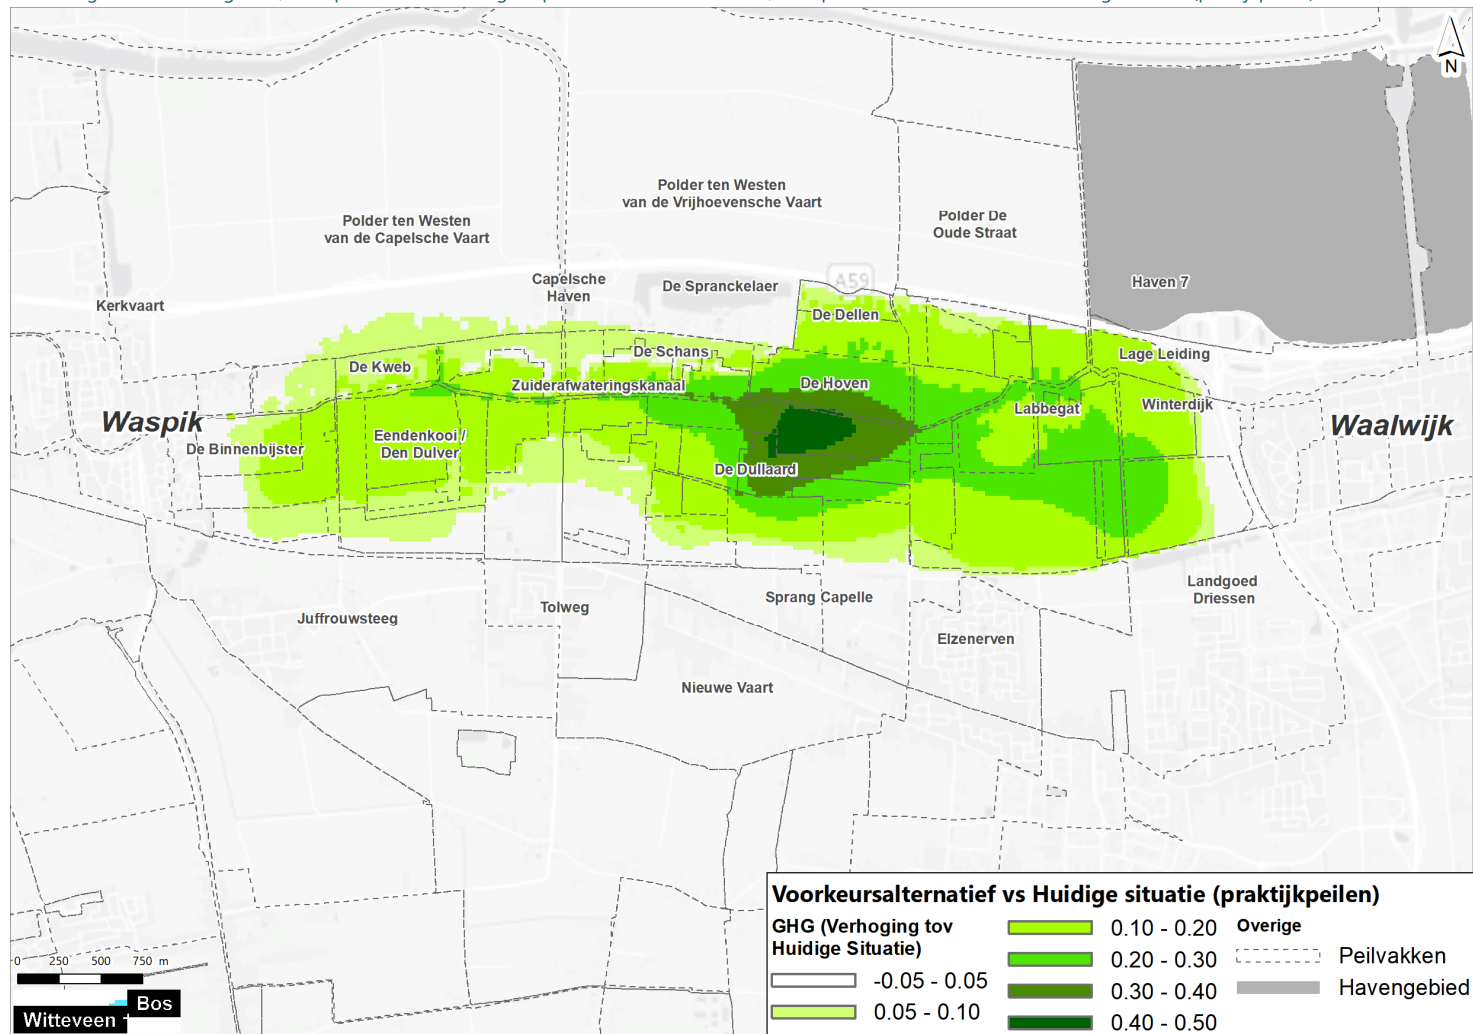 N
Polder ten Westen
van de Vrijhoevensche Vaart
Polder ten Westen
van de Capelsche Vaart
Polder De
Oude Straat
Capelsche
Haven
De Spranckelaer
A59
Haven 7
Kerkvaart
De Dellen
De Schans
Lage Leiding
De Kweb
Zuiderafwateringskanaal
De Hoven
Labbegat
Winterdijk
Waspik
Waalwijk
De Binnenbijster
Eendenkooi /
Den Dulver
De Dullaard
Landgoed
Driessen
Sprang Capelle
Juffrouwsteeg
Tolweg
Elzenerven
Nieuwe Vaart
0 250 500 750 m
Witteveen + Bos
Voorkeursalternatief vs Huidige situatie (praktijkpeilen)
GHG (Verhoging tov
Huidige Situatie)
-0.05 - 0.05
0.05 - 0.10
0.10 - 0.20
0.20 - 0.30
0.30 - 0.40
0.40 - 0.50
Overige
Peilvakken
Havengebied